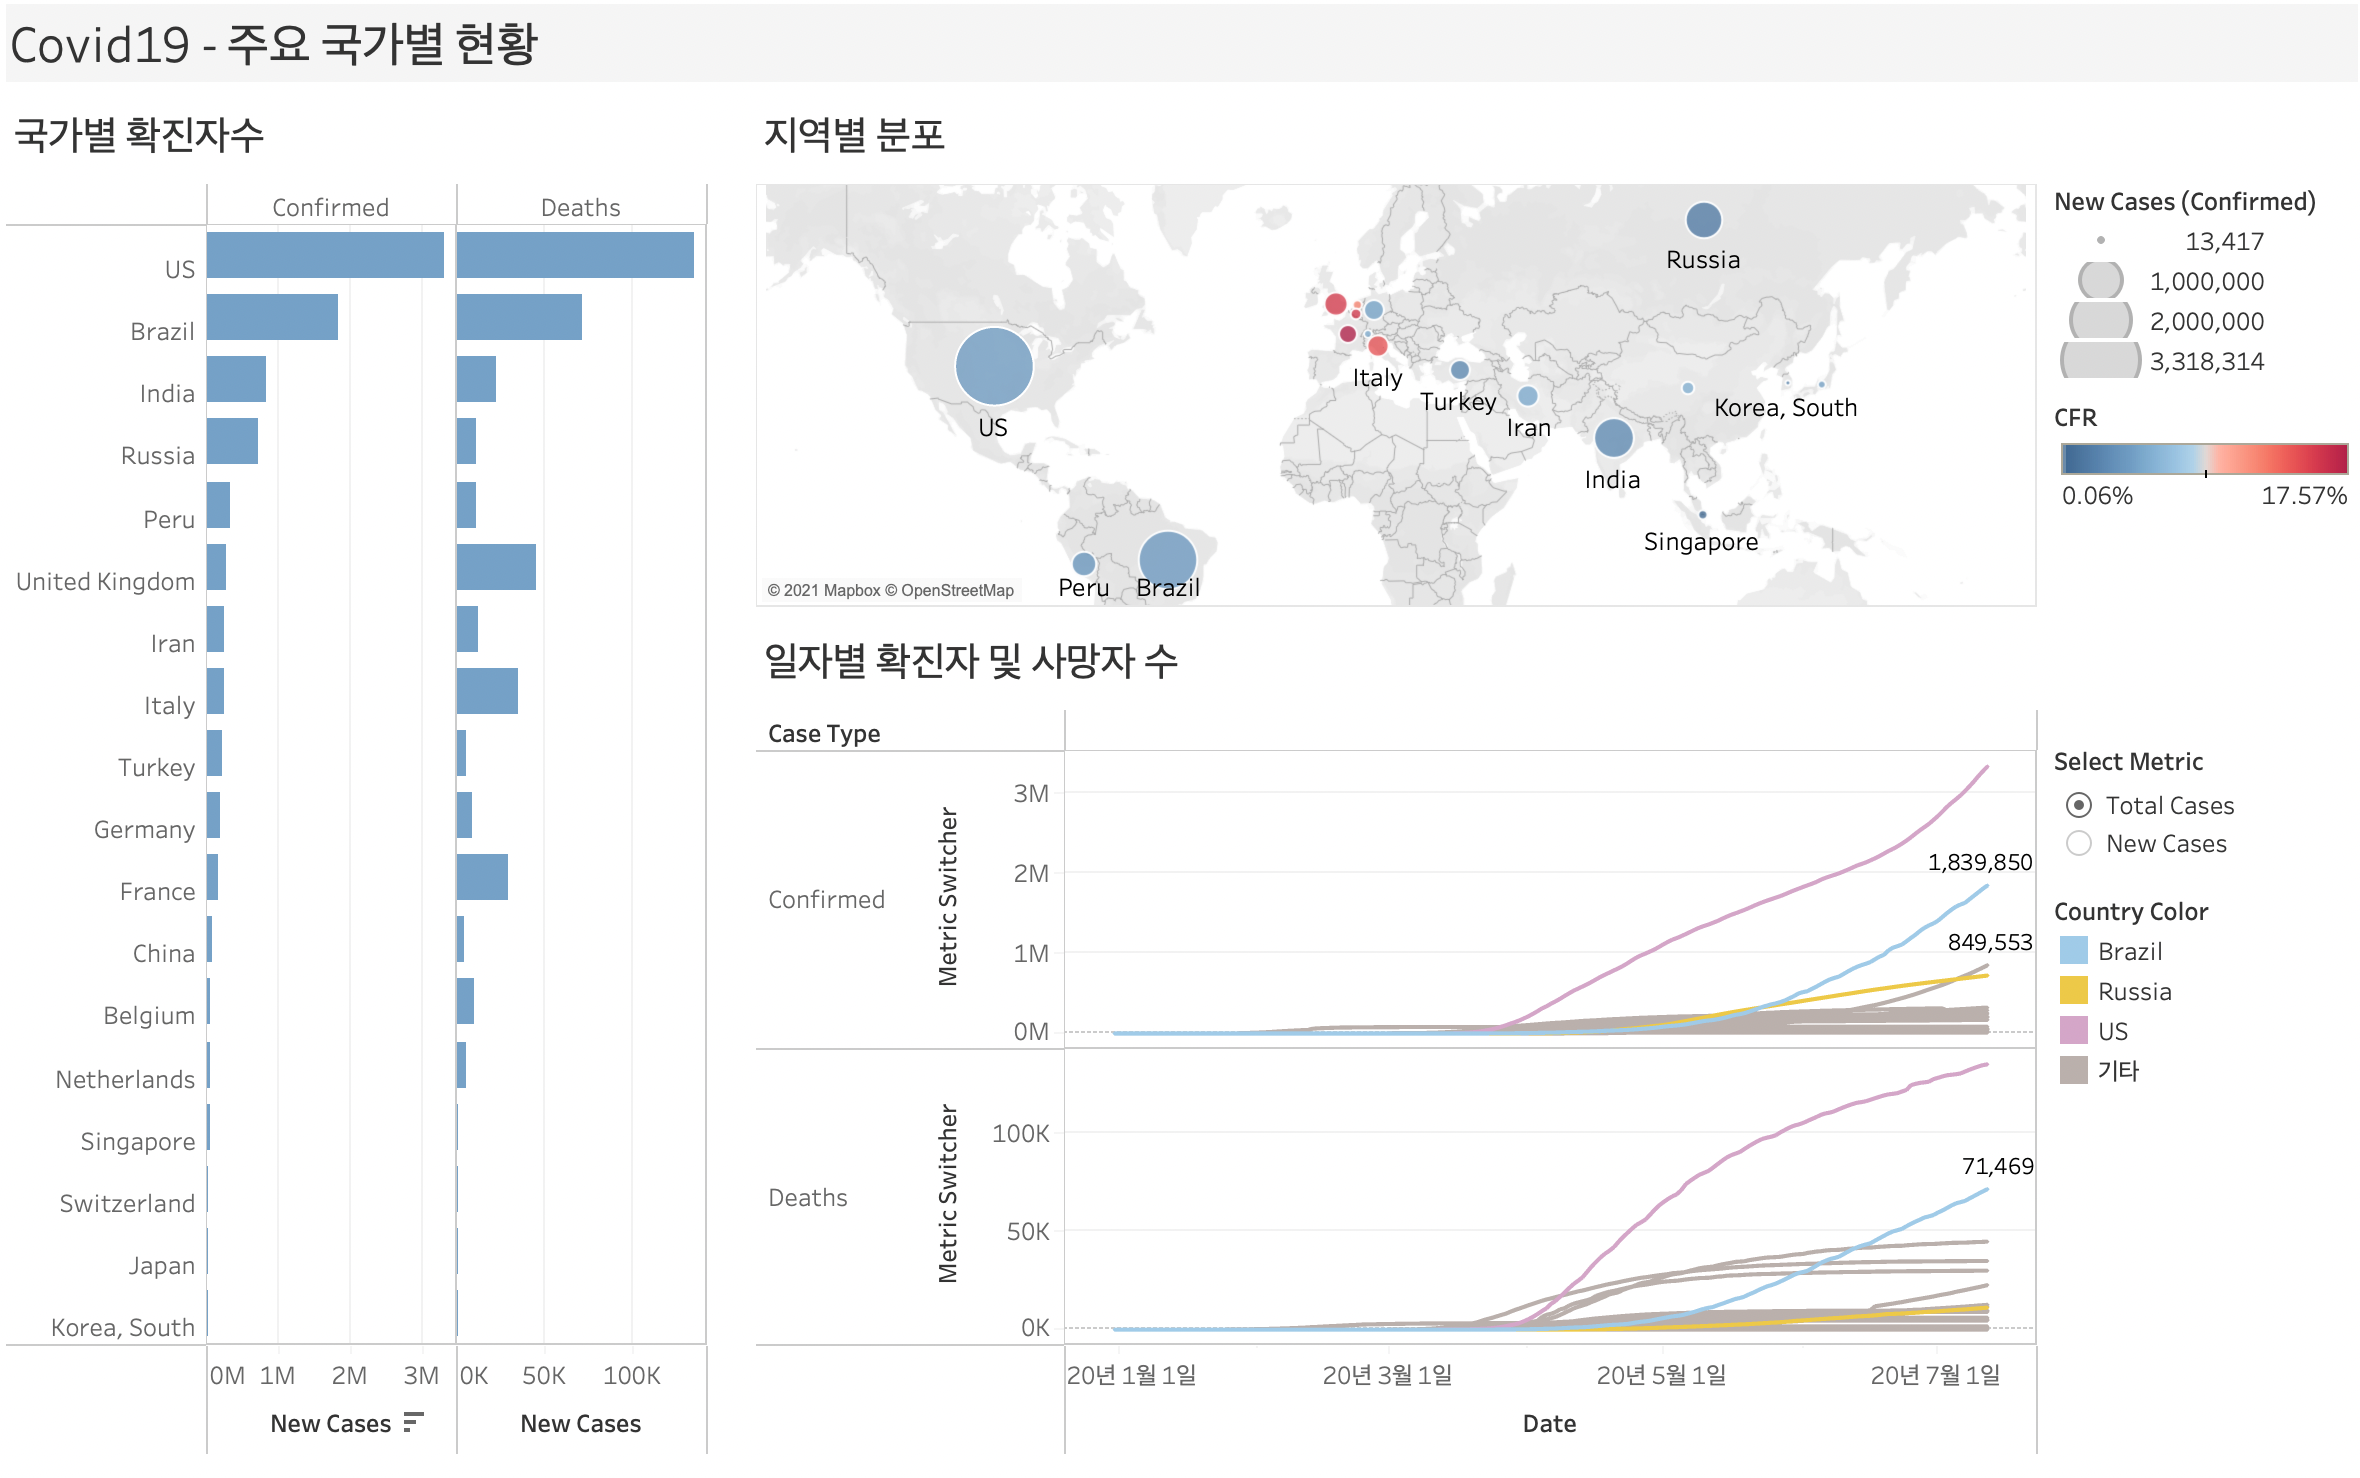 Covid19 - 주요 국가별 현황
국가별 확진자수
Confirmed Deaths
US
Brazil
India
Russia
Peru
United Kingdom
Iran
Italy
Turkey
Germany
France
China
Belgium
Netherlands
Singapore
Switzerland
Japan
Korea, South
0M 1M 2M 3M 0K 50K 100K
New Cases New Cases
지역별 분포
Russia
Italy
Turkey
Korea, South
US
Iran
India
Singapore
Peru Brazil
© 2021 Mapbox © OpenStreetMap
New Cases (Confirmed)
13,417
1,000,000
2,000,000
3,318,314
CFR
0.06% 17.57%
일자별 확진자 및 사망자 수
Case Type
Confirmed
Metric Switcher
3M
2M
1M
0M
1,839,850
849,553
Deaths
Metric Switcher
100K
50K
0K
71,469
20년 1월 1일 20년 3월 1일 20년 5월 1일 20년 7월 1일
Date
Select Metric
Total Cases
New Cases
Country Color
Brazil
Russia
US
기타